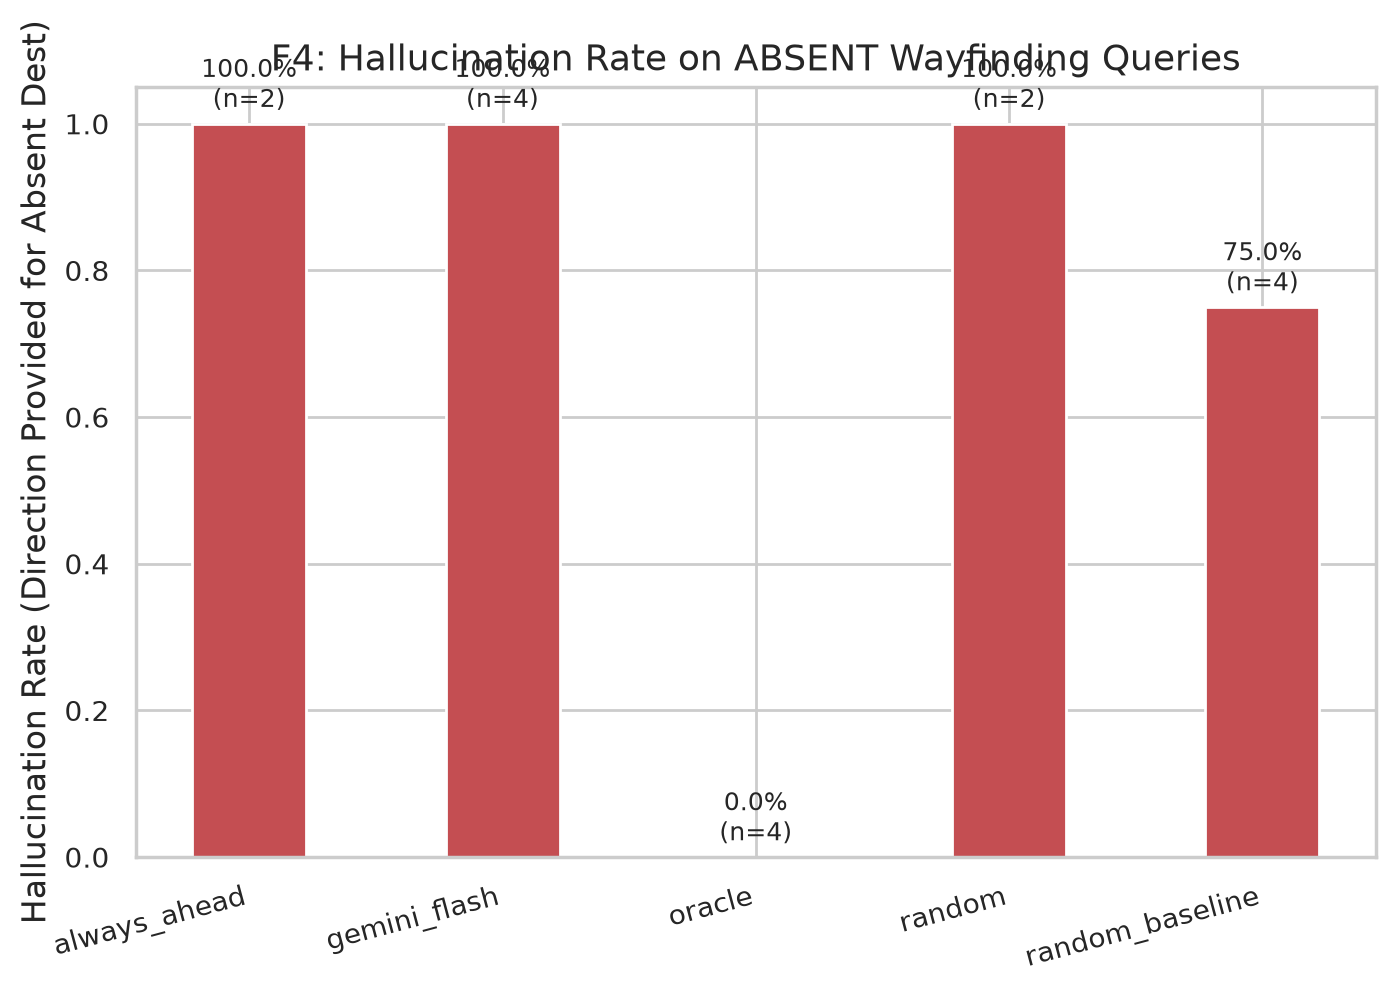 F4: Hallucination Rate on ABSENT Wayfinding Queries
100.0%
(n=2)
100.0%
(n=4)
100.0%
(n=2)
75.0%
(n=4)
0.0%
(n=4)
Hallucination Rate (Direction Provided for Absent Dest)
1.0
0.8
0.6
0.4
0.2
0.0
always_ahead
gemini_flash
oracle
random
random_baseline